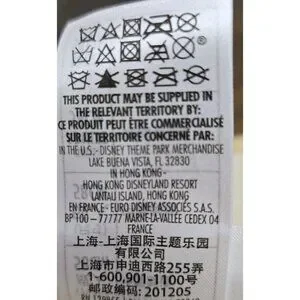 THIS PRODUCT MAY BE SUPPLIED IN
THE RELEVANT TERRITORY BY:
CE PRODUIT PEUT ÊTRE COMMERCIALISÉ
SUR LE TERRITOIRE CONCERNÉ PAR:
IN THE U.S.- DISNEY THEME PARK MERCHANDISE
LAKE BUENA VISTA, FL 32830
IN HONG KONG -
HONG KONG DISNEYLAND RESORT
LANTAU ISLAND, HONG KONG
EN FRANCE - EURO DISNEY ASSOCIÉS S.A.S.
BP 100 – 77777 MARNE-LA-VALLÉE CEDEX 04
FRANCE
上海-上海国际主题乐园
有限公司
上海市申迪西路255弄
1-600,901-1100号
邮政编码:201205